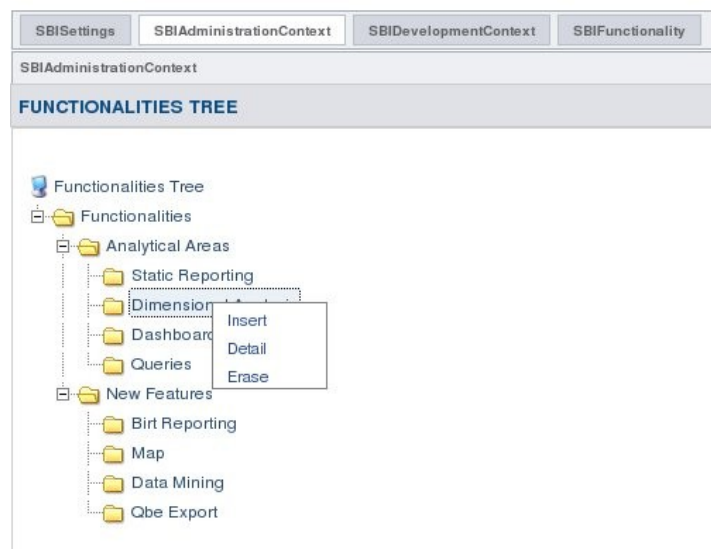 SBISettings SBIAdministrationContext SBIDevelopmentContext SBIFunctionality
SBIAdministrationContext
FUNCTIONALITIES TREE
Functionalities Tree
Functionalities
Analytical Areas
Static Reporting
Insert
Detail
Erase
Queries
New Features
Birt Reporting
Map
Data Mining
Qbe Export